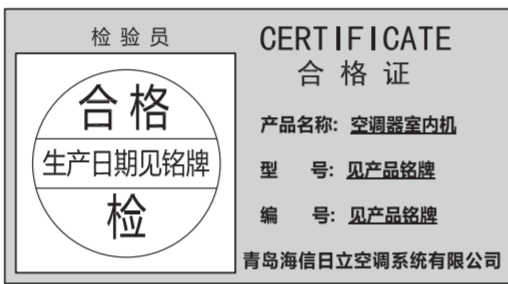 检验员
合格
生产日期见铭牌
检
CERTIFICATE
合格证
产品名称: 空调器室内机
型 号: 见产品铭牌
编 号: 见产品铭牌
青岛海信日立空调系统有限公司